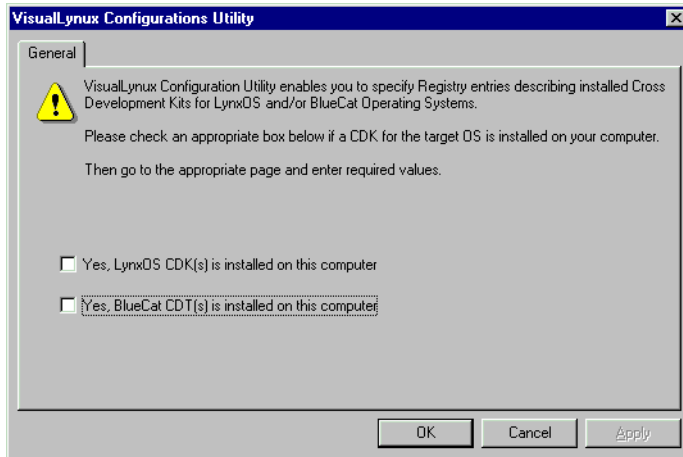 VisualLynux Configurations Utility
General
VisualLynux Configuration Utility enables you to specify Registry entries describing installed Cross
Development Kits for LynxOS and/or BlueCat Operating Systems.
Please check an appropriate box below if a CDK for the target OS is installed on your computer.
Then go to the appropriate page and enter required values.
Yes, LynxOS CDK(s) is installed on this computer
Yes, BlueCat CDT(s) is installed on this computer
OK Cancel Apply